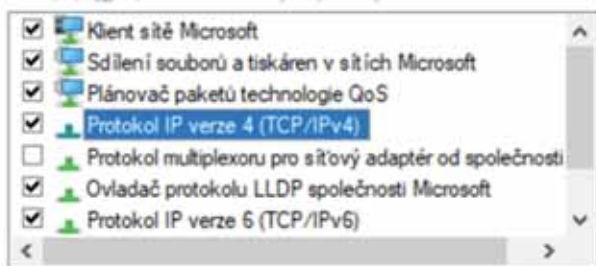 Klient sítě Microsoft
Sdílení souborů a tiskáren v sítích Microsoft
Plánovač paketů technologie QoS
Protokol IP verze 4 (TCP/IPv4)
Protokol multiplexoru pro síťový adaptér od společnosti
Ovladač protokolu LLDP společnosti Microsoft
Protokol IP verze 6 (TCP/IPv6)